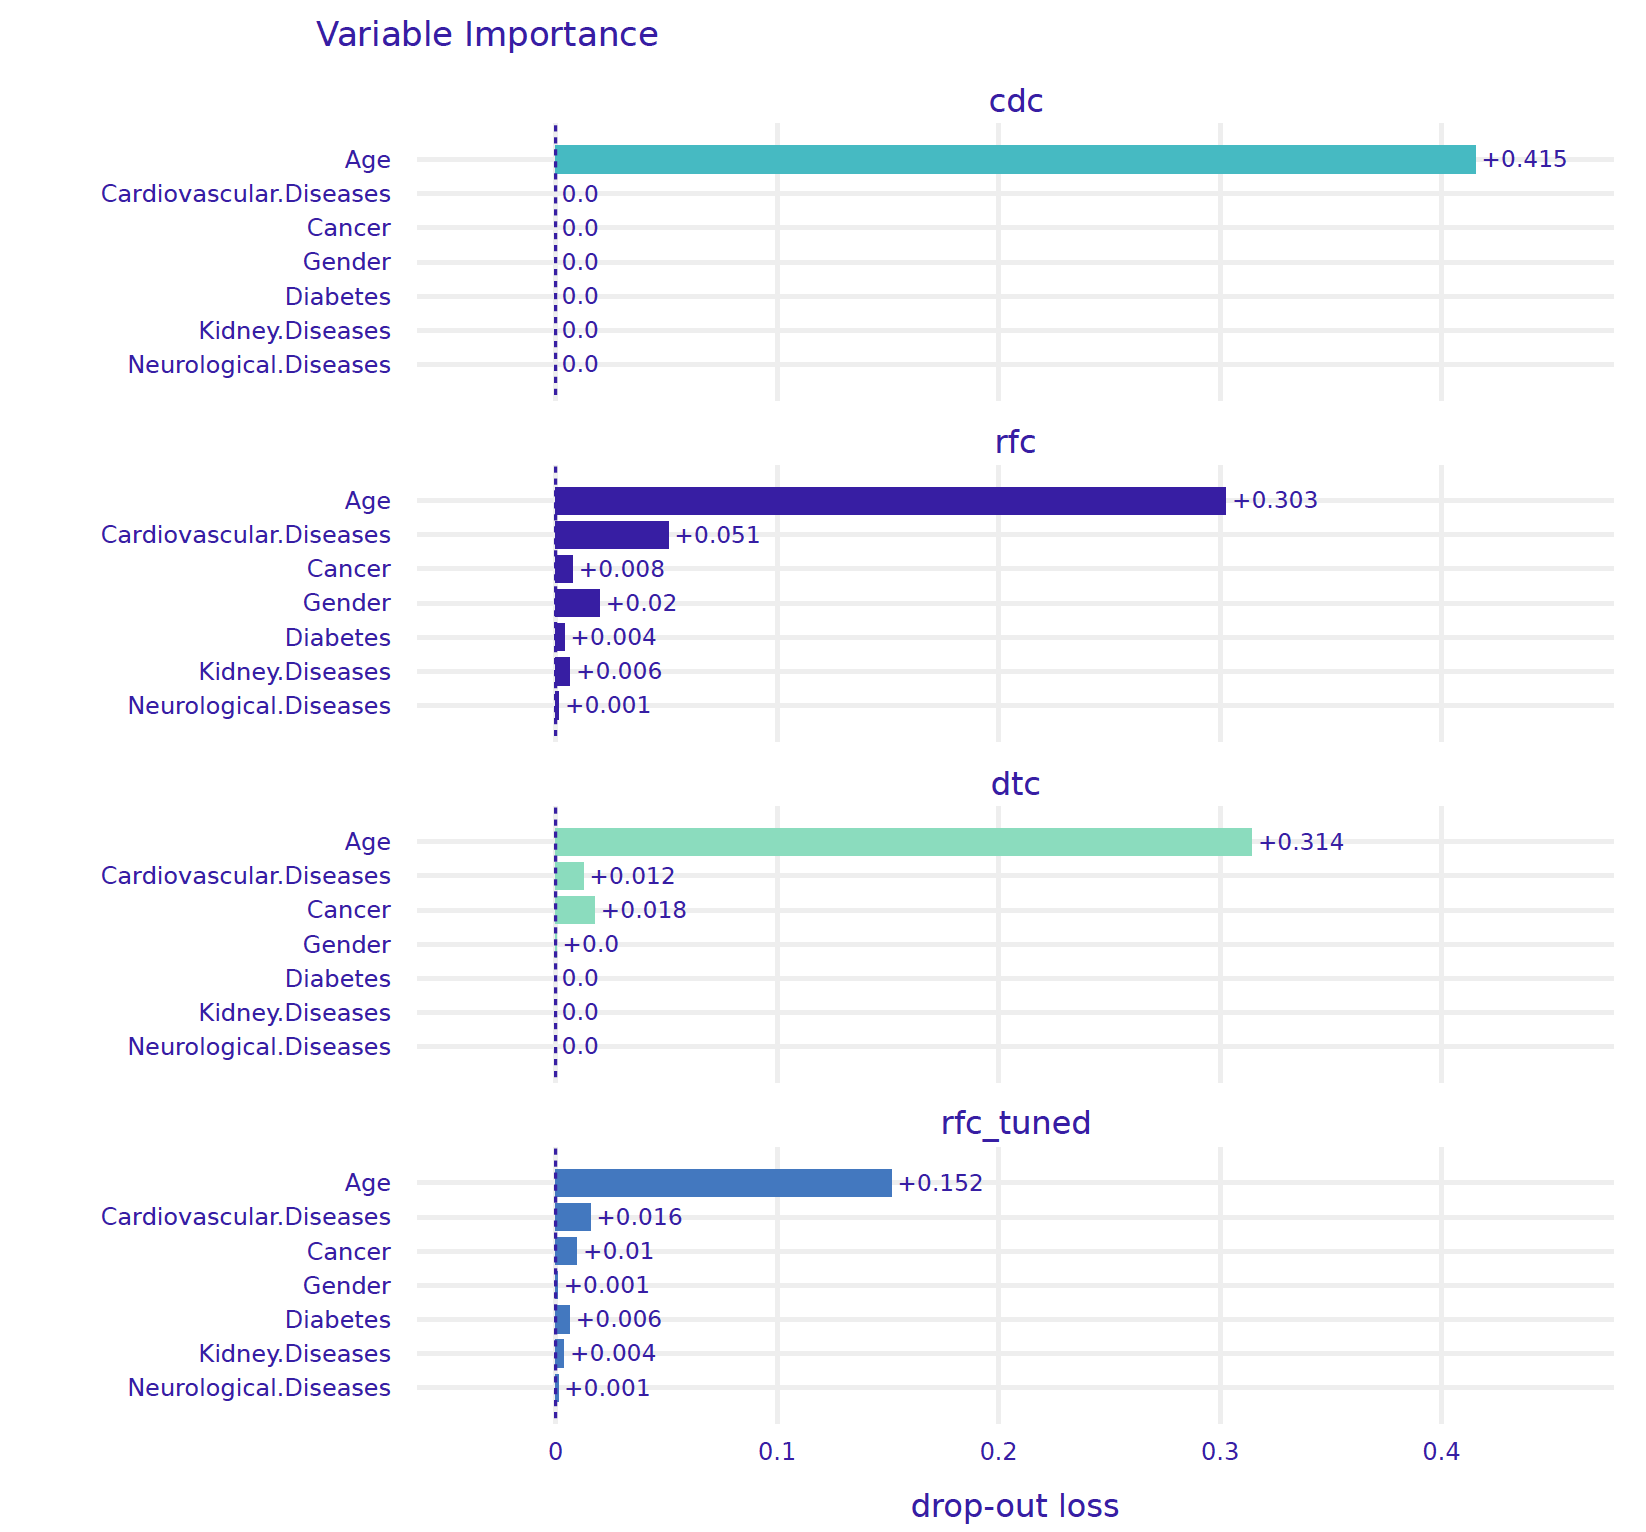 Variable Importance
cdc
Age +0.415
Cardiovascular.Diseases 0.0
Cancer 0.0
Gender 0.0
Diabetes 0.0
Kidney.Diseases 0.0
Neurological.Diseases 0.0
rfc
Age +0.303
Cardiovascular.Diseases +0.051
Cancer +0.008
Gender +0.02
Diabetes +0.004
Kidney.Diseases +0.006
Neurological.Diseases +0.001
dtc
Age +0.314
Cardiovascular.Diseases +0.012
Cancer +0.018
Gender +0.0
Diabetes 0.0
Kidney.Diseases 0.0
Neurological.Diseases 0.0
rfc_tuned
Age +0.152
Cardiovascular.Diseases +0.016
Cancer +0.01
Gender +0.001
Diabetes +0.006
Kidney.Diseases +0.004
Neurological.Diseases +0.001
0 0.1 0.2 0.3 0.4
drop-out loss